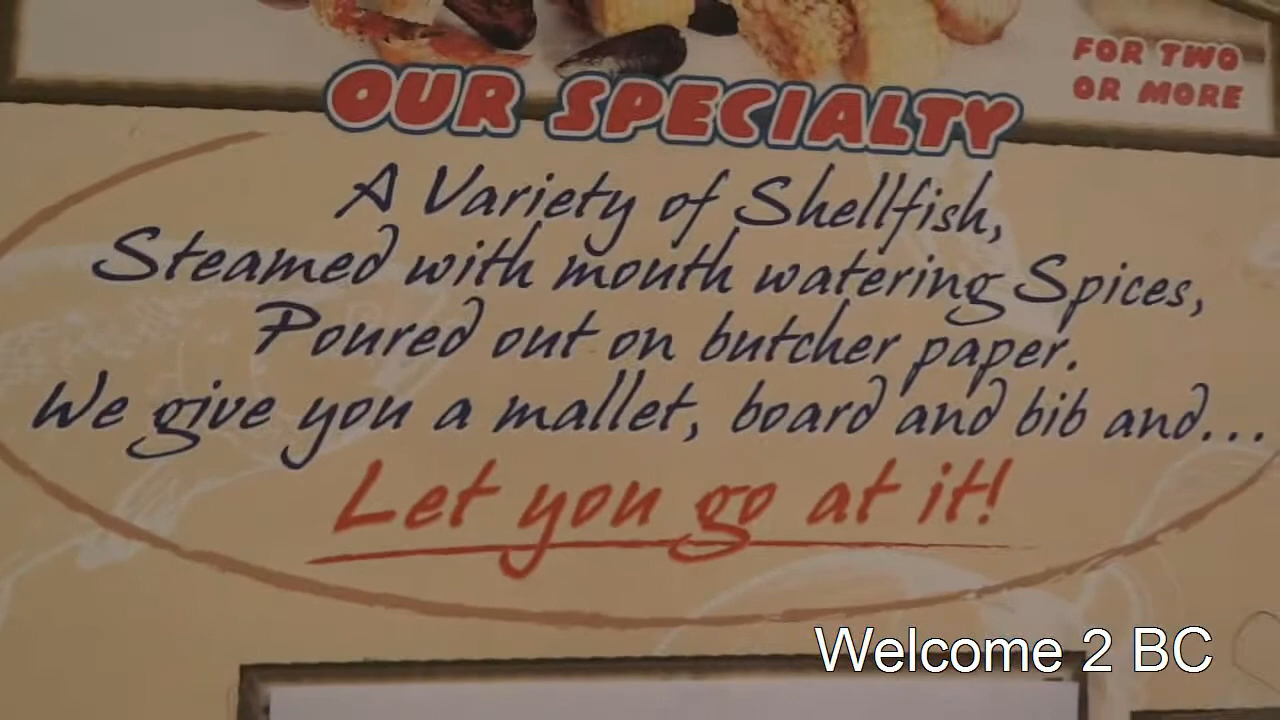 FOR TWO
OR MORE
OUR SPECIALTY
A Variety of Shellfish,
Steamed with mouth watering Spices,
Poured out on butcher paper.
We give you a mallet, board and bib and...
Let you go at it!
Welcome 2 BC